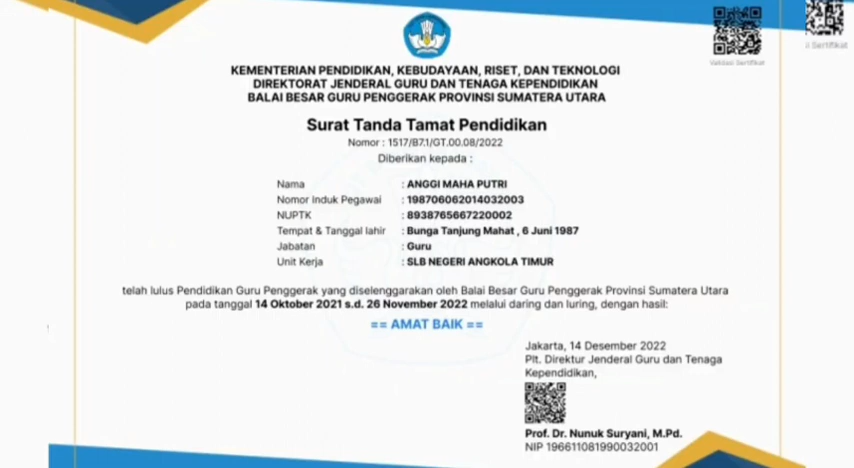 Validasi Sertifikat
i Sertifikat
KEMENTERIAN PENDIDIKAN, KEBUDAYAAN, RISET, DAN TEKNOLOGI
DIREKTORAT JENDERAL GURU DAN TENAGA KEPENDIDIKAN
BALAI BESAR GURU PENGGERAK PROVINSI SUMATERA UTARA
Surat Tanda Tamat Pendidikan
Nomor : 1517/B7.1/GT.00.08/2022
Diberikan kepada :
Nama : ANGGI MAHA PUTRI
Nomor Induk Pegawai : 198706062014032003
NUPTK : 8938765667220002
Tempat & Tanggal lahir : Bunga Tanjung Mahat , 6 Juni 1987
Jabatan : Guru
Unit Kerja : SLB NEGERI ANGKOLA TIMUR
telah lulus Pendidikan Guru Penggerak yang diselenggarakan oleh Balai Besar Guru Penggerak Provinsi Sumatera Utara
pada tanggal 14 Oktober 2021 s.d. 26 November 2022 melalui daring dan luring, dengan hasil:
== AMAT BAIK ==
Jakarta, 14 Desember 2022
Plt. Direktur Jenderal Guru dan Tenaga
Kependidikan,
Prof. Dr. Nunuk Suryani, M.Pd.
NIP 196611081990032001